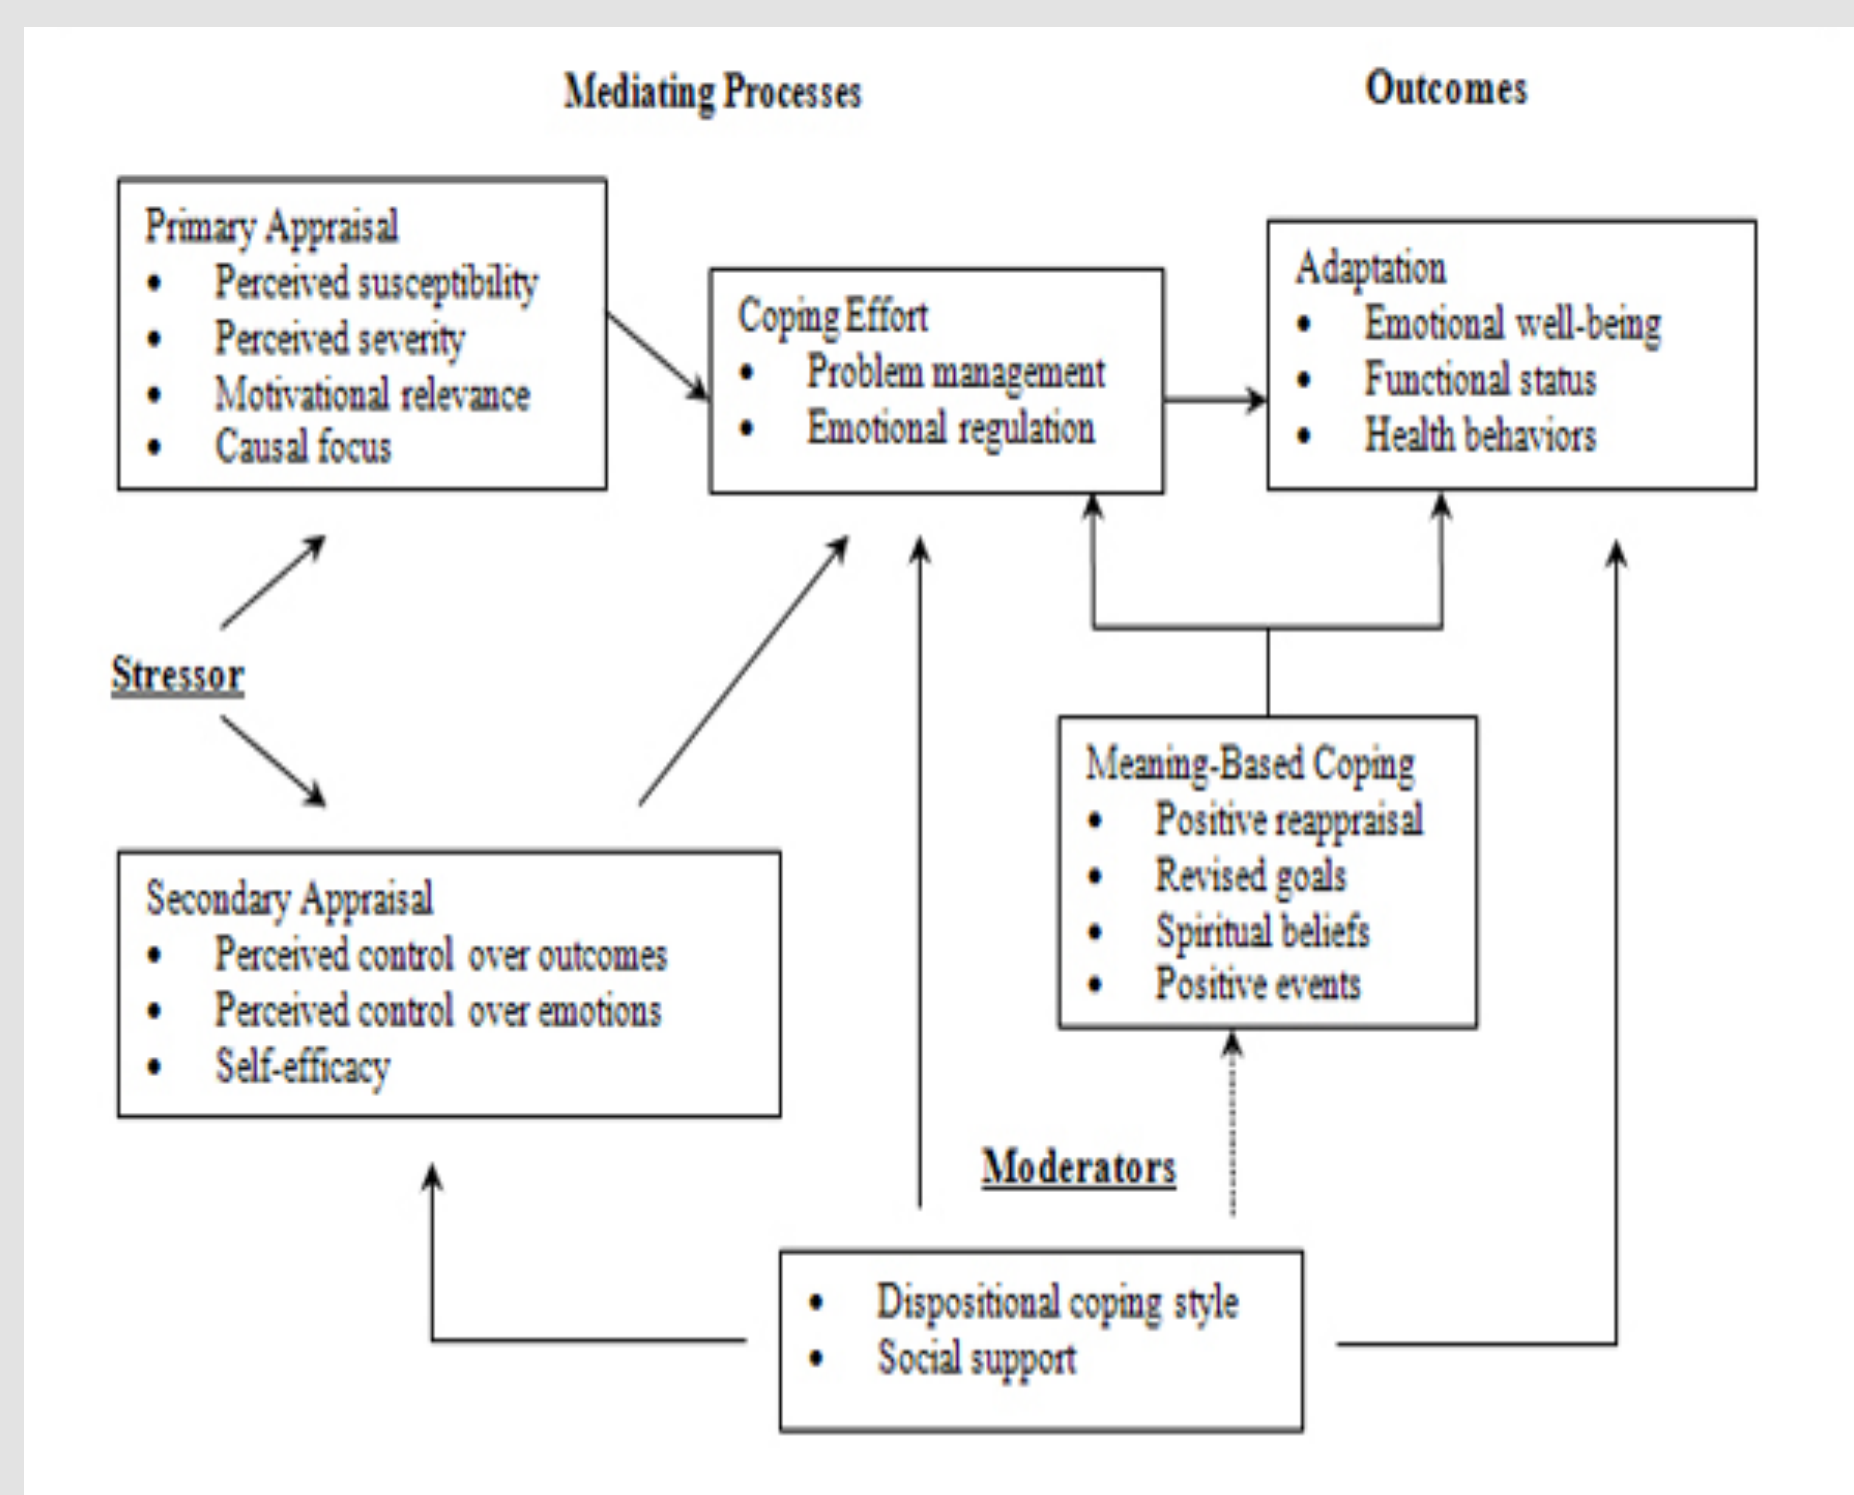 Mediating Processes
Outcomes
Primary Appraisal
• Perceived susceptibility
• Perceived severity
• Motivational relevance
• Causal focus
Coping Effort
• Problem management
• Emotional regulation
Adaptation
• Emotional well-being
• Functional status
• Health behaviors
Stressor
Secondary Appraisal
• Perceived control over outcomes
• Perceived control over emotions
• Self-efficacy
Meaning-Based Coping
• Positive reappraisal
• Revised goals
• Spiritual beliefs
• Positive events
Moderators
• Dispositional coping style
• Social support